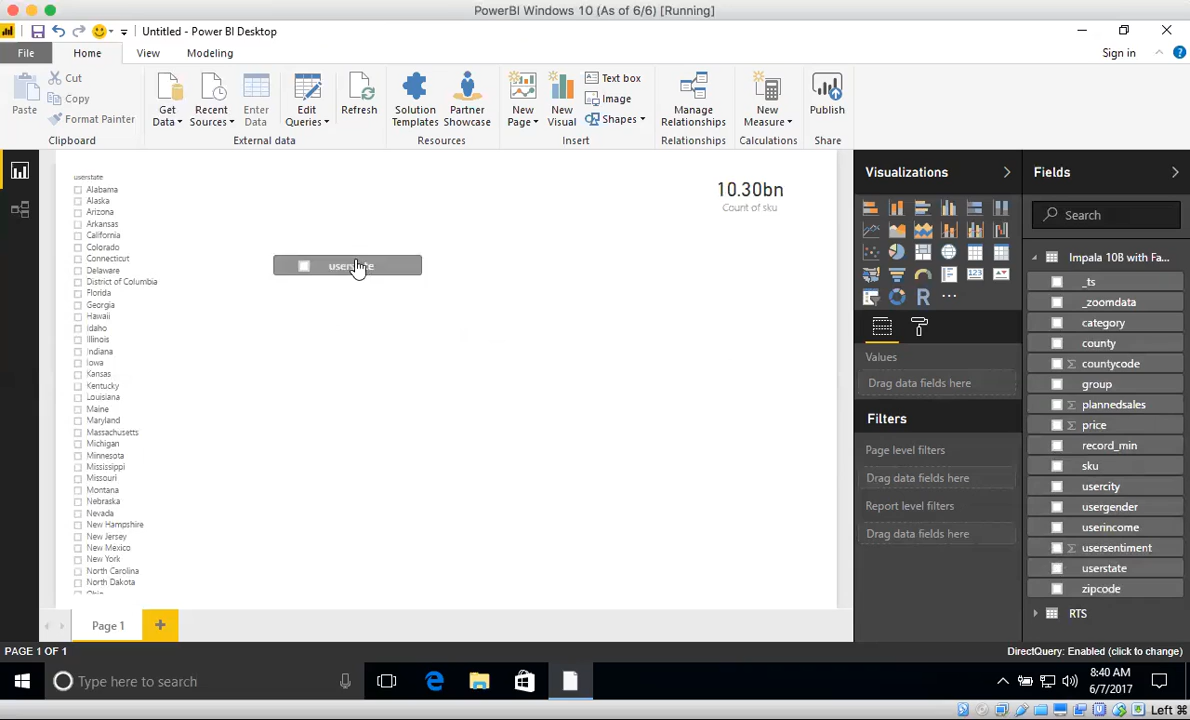 PowerBI Windows 10 (As of 6/6) [Running]
Untitled - Power BI Desktop
File
Home
View
Modeling
Sign in
Paste
Cut
Copy
Format Painter
Clipboard
Get Data
Recent Sources
Enter Data
Edit Queries
Refresh
External data
Solution Templates
Partner Showcase
Resources
New Page
New Visual
Text box
Image
Shapes
Insert
Manage Relationships
Relationships
New Measure
Calculations
Publish
Share
userstate
Alabama
Alaska
Arizona
Arkansas
California
Colorado
Connecticut
Delaware
District of Columbia
Florida
Georgia
Hawaii
Idaho
Illinois
Indiana
Iowa
Kansas
Kentucky
Louisiana
Maine
Maryland
Massachusetts
Michigan
Minnesota
Mississippi
Missouri
Montana
Nebraska
Nevada
New Hampshire
New Jersey
New Mexico
New York
North Carolina
North Dakota
Ohio
userstate
10.30bn
Count of sku
Visualizations
R
123
Values
Drag data fields here
Filters
Page level filters
Drag data fields here
Report level filters
Drag data fields here
Fields
Search
Impala 10B with Fa...
_ts
_zoomdata
category
county
Σ countycode
group
Σ plannedsales
Σ price
record_min
sku
usercity
usergender
userincome
Σ usersentiment
userstate
zipcode
RTS
Page 1
PAGE 1 OF 1
DirectQuery: Enabled (click to change)
Type here to search
8:40 AM
6/7/2017
Left ⌘